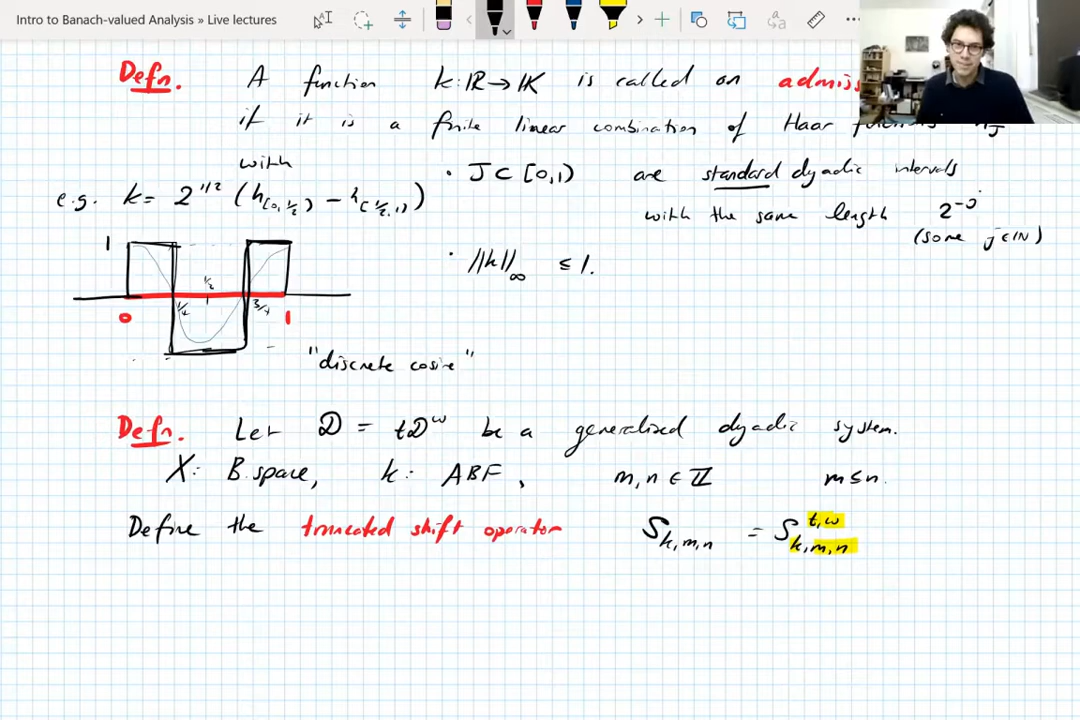 Intro to Banach-valued Analysis » Live lectures
Defn. A function k: ℝ → 𝕂 is called an admis
if it is a finite linear combination of Haar
with
· J ⊂ [0,1) are standard dyadic intervals
with the same length 2^{-j}
(some j ∈ ℕ)
e.g. k = 2^{1/2} (h_{[0,1/2)} - h_{[1/2,1)})
· ||k||_∞ ≤ 1.
1
1/2
1/4
3/4
0
1
"discrete cosine"
Defn. Let 𝒟 = t𝒟^ω be a generalised dyadic system.
X: B.space, k: ABF, m,n ∈ ℤ m ≤ n.
Define the truncated shift operator S_{k,m,n} = S^{t,ω}_{k,m,n}